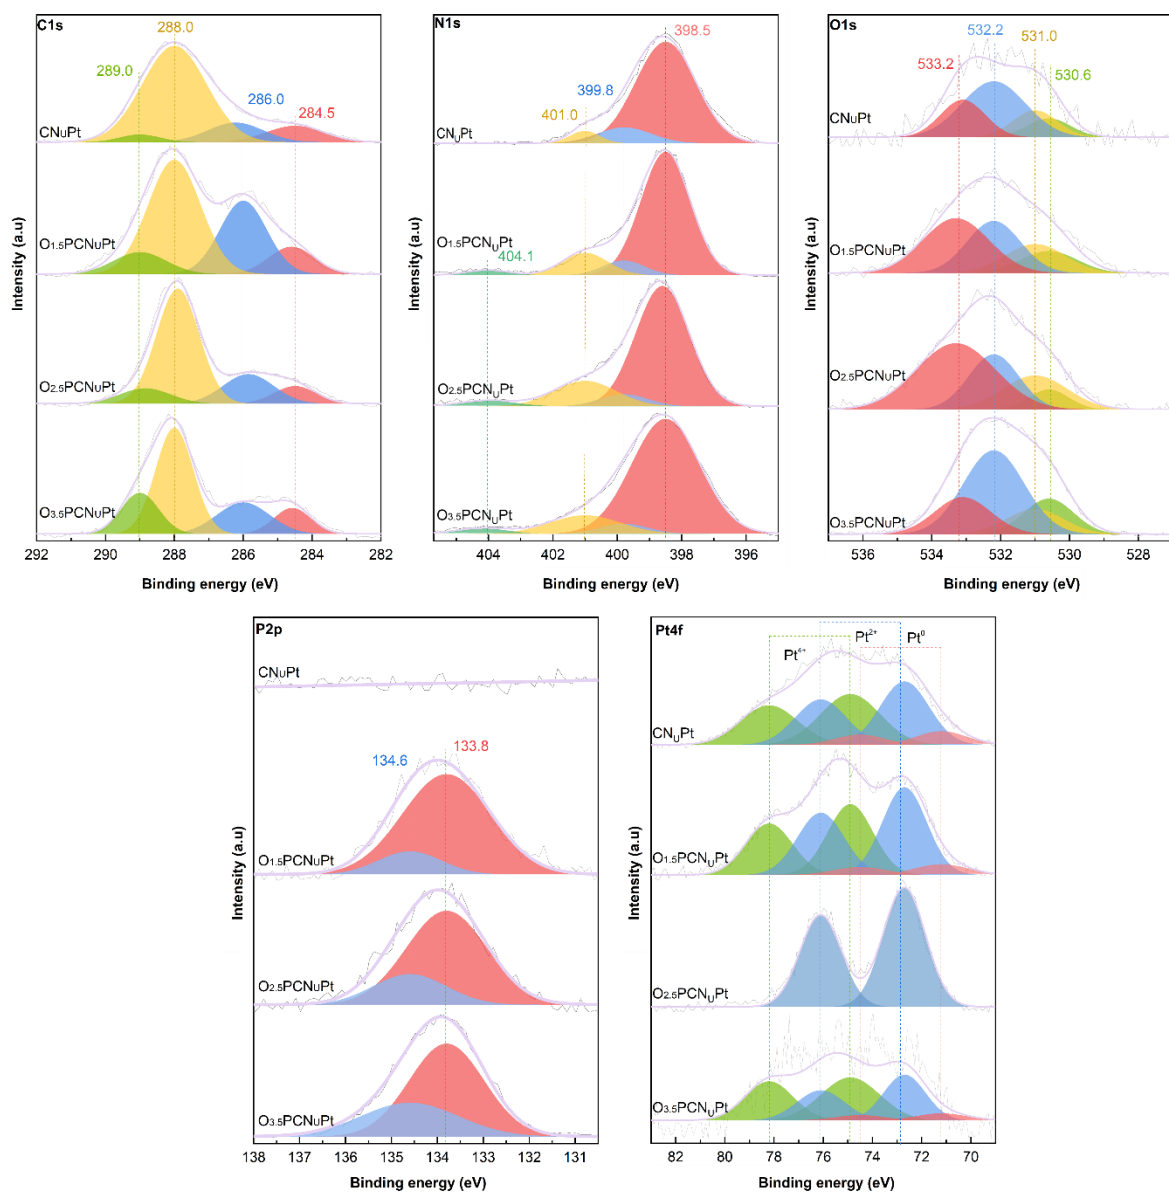 C1s
288.0
289.0
286.0
284.5
CNUPt
O1.5PCNUPt
O2.5PCNUPt
O3.5PCNUPt
292 290 288 286 284 282
Binding energy (eV)
Intensity (a.u)
N1s
398.5
399.8
401.0
CNUPt
O1.5PCNUPt
404.1
O2.5PCNUPt
O3.5PCNUPt
404 402 400 398 396
Binding energy (eV)
Intensity (a.u)
O1s
532.2
531.0
533.2
530.6
CNUPt
O1.5PCNUPt
O2.5PCNUPt
O3.5PCNUPt
536 534 532 530 528
Binding energy (eV)
Intensity (a.u)
P2p
CNUPt
133.8
134.6
O1.5PCNUPt
O2.5PCNUPt
O3.5PCNUPt
138 137 136 135 134 133 132 131
Binding energy (eV)
Intensity (a.u)
Pt4f
Pt4+
Pt2+
Pt0
CNUPt
O1.5PCNUPt
O2.5PCNUPt
O3.5PCNUPt
82 80 78 76 74 72 70
Binding energy (eV)
Intensity (a.u)